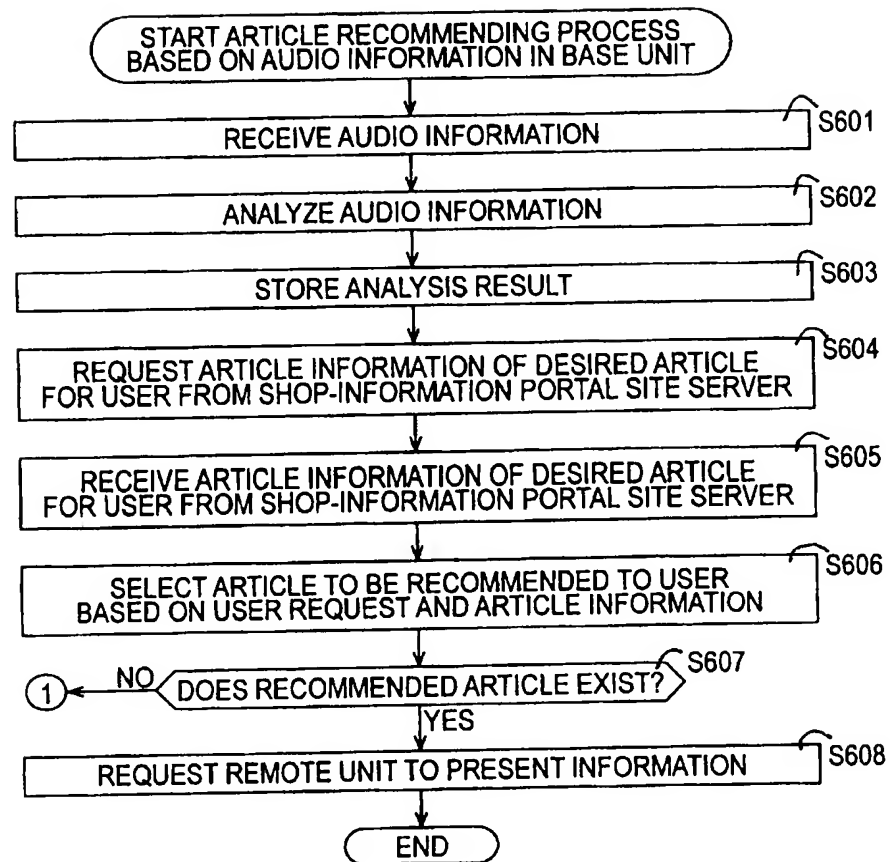 START ARTICLE RECOMMENDING PROCESS
BASED ON AUDIO INFORMATION IN BASE UNIT
S601
RECEIVE AUDIO INFORMATION
S602
ANALYZE AUDIO INFORMATION
S603
STORE ANALYSIS RESULT
S604
REQUEST ARTICLE INFORMATION OF DESIRED ARTICLE
FOR USER FROM SHOP-INFORMATION PORTAL SITE SERVER
S605
RECEIVE ARTICLE INFORMATION OF DESIRED ARTICLE
FOR USER FROM SHOP-INFORMATION PORTAL SITE SERVER
S606
SELECT ARTICLE TO BE RECOMMENDED TO USER
BASED ON USER REQUEST AND ARTICLE INFORMATION
S607
1
NO
DOES RECOMMENDED ARTICLE EXIST?
YES
S608
REQUEST REMOTE UNIT TO PRESENT INFORMATION
END